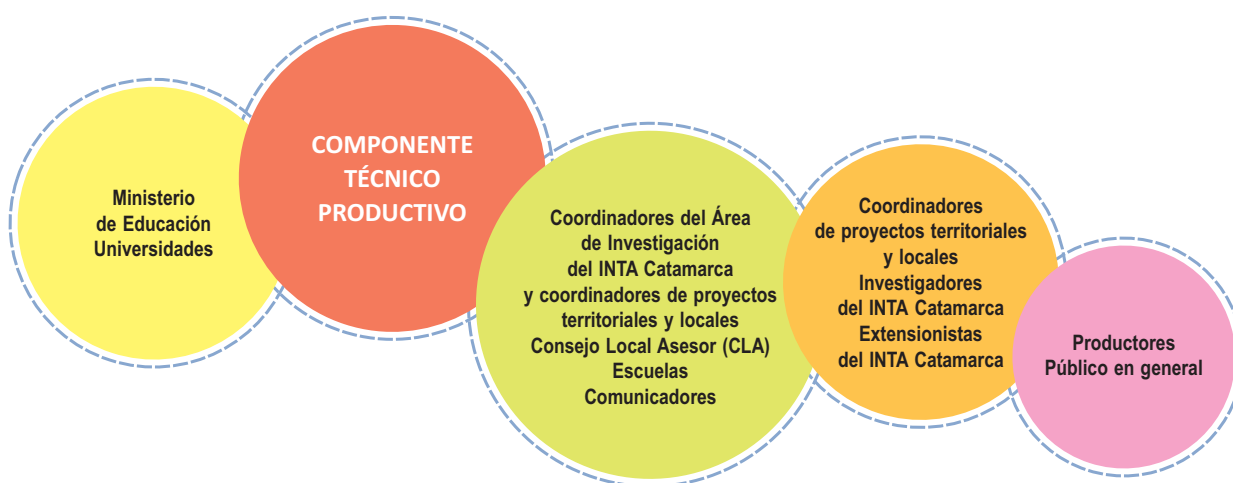 Ministerio
de Educación
Universidades
COMPONENTE
TÉCNICO
PRODUCTIVO
Coordinadores del Área
de Investigación
del INTA Catamarca
y coordinadores de proyectos
territoriales y locales
Consejo Local Asesor (CLA)
Escuelas
Comunicadores
Coordinadores
de proyectos territoriales
y locales
Investigadores
del INTA Catamarca
Extensionistas
del INTA Catamarca
Productores
Público en general